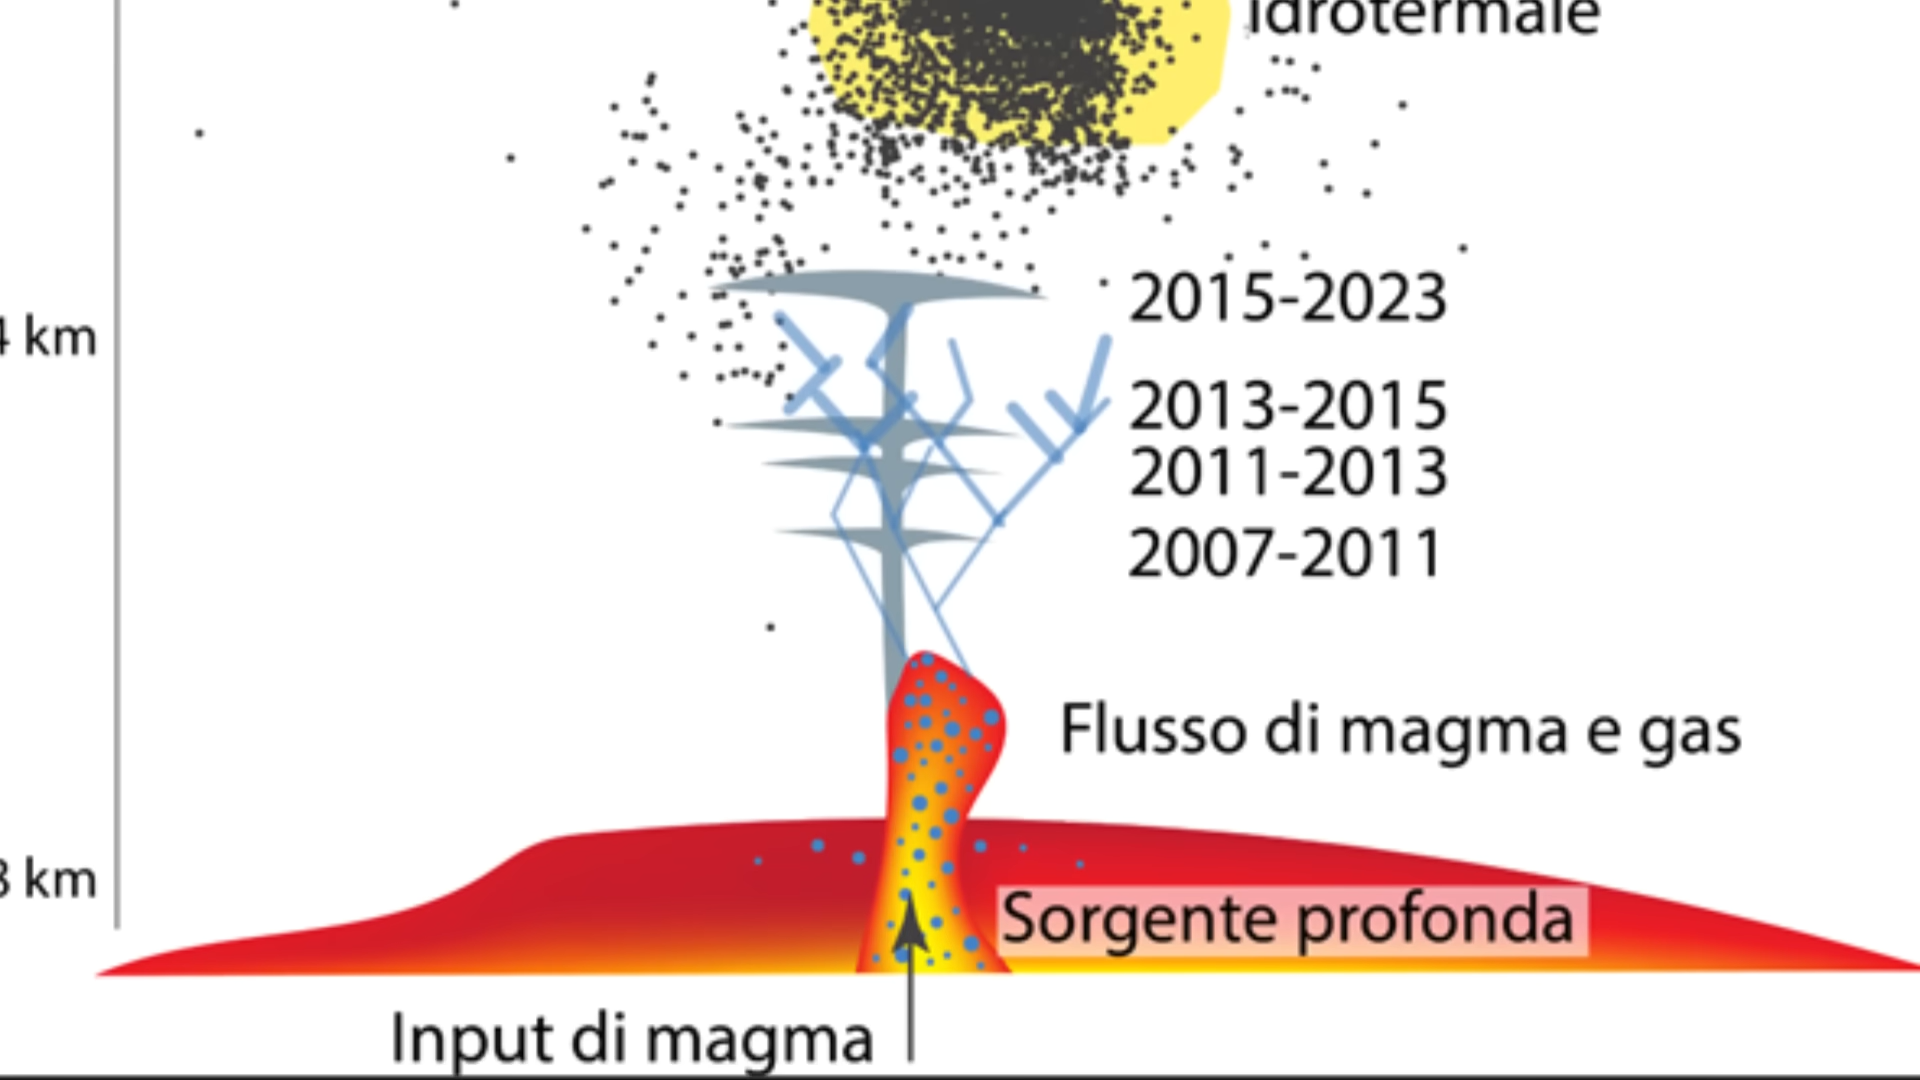 idrotermale
4 km
2015-2023
2013-2015
2011-2013
2007-2011
Flusso di magma e gas
8 km
Sorgente profonda
Input di magma